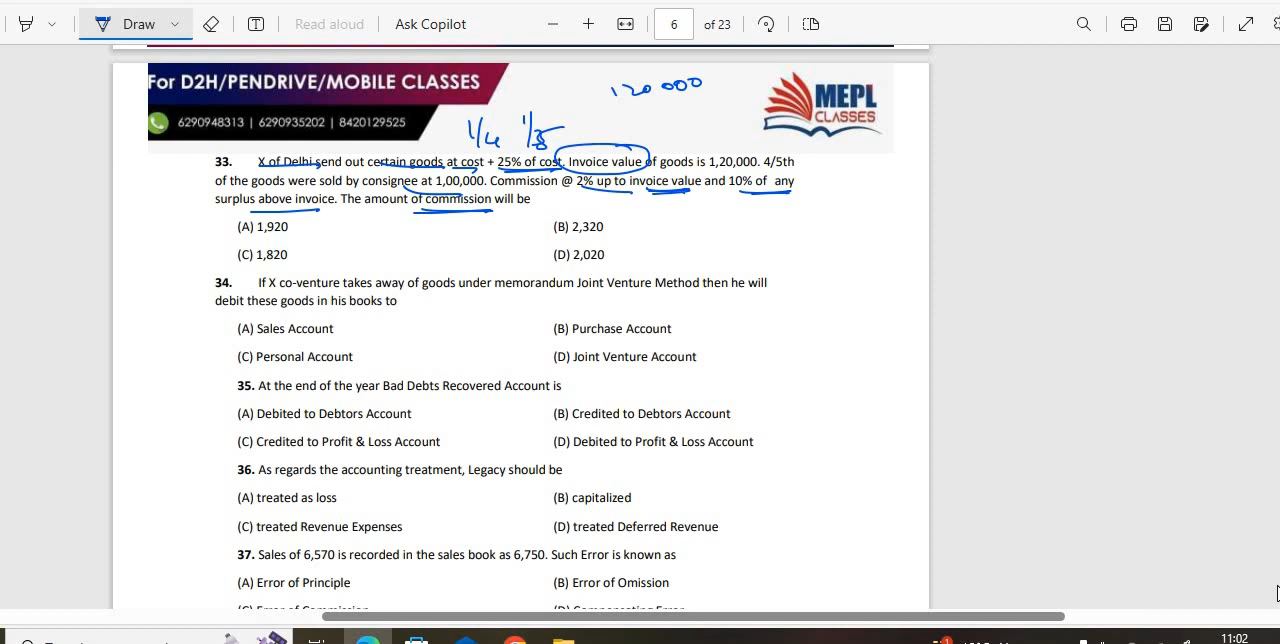 Draw
Read aloud
Ask Copilot
6
of 23
For D2H/PENDRIVE/MOBILE CLASSES
6290948313 | 6290935202 | 8420129525
120 000
MEPL
CLASSES
1/4 1/5
33. X of Delhi send out certain goods at cost + 25% of cost. Invoice value of goods is 1,20,000. 4/5th
of the goods were sold by consignee at 1,00,000. Commission @ 2% up to invoice value and 10% of any
surplus above invoice. The amount of commission will be
(A) 1,920 (B) 2,320
(C) 1,820 (D) 2,020
34. If X co-venture takes away of goods under memorandum Joint Venture Method then he will
debit these goods in his books to
(A) Sales Account (B) Purchase Account
(C) Personal Account (D) Joint Venture Account
35. At the end of the year Bad Debts Recovered Account is
(A) Debited to Debtors Account (B) Credited to Debtors Account
(C) Credited to Profit & Loss Account (D) Debited to Profit & Loss Account
36. As regards the accounting treatment, Legacy should be
(A) treated as loss (B) capitalized
(C) treated Revenue Expenses (D) treated Deferred Revenue
37. Sales of 6,570 is recorded in the sales book as 6,750. Such Error is known as
(A) Error of Principle (B) Error of Omission
11:02